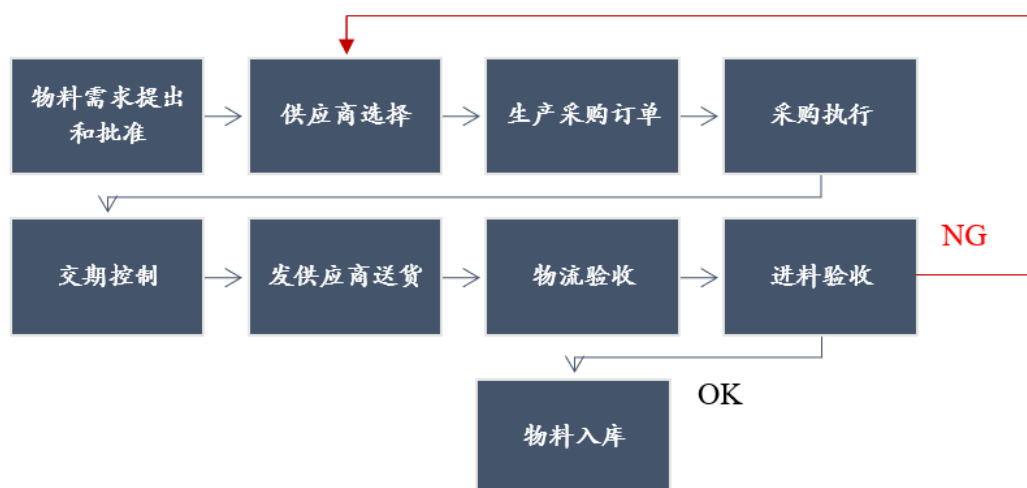 物料需求提出
和批准
供应商选择
生产采购订单
采购执行
交期控制
发供应商送货
物流验收
进料验收
NG
OK
物料入库